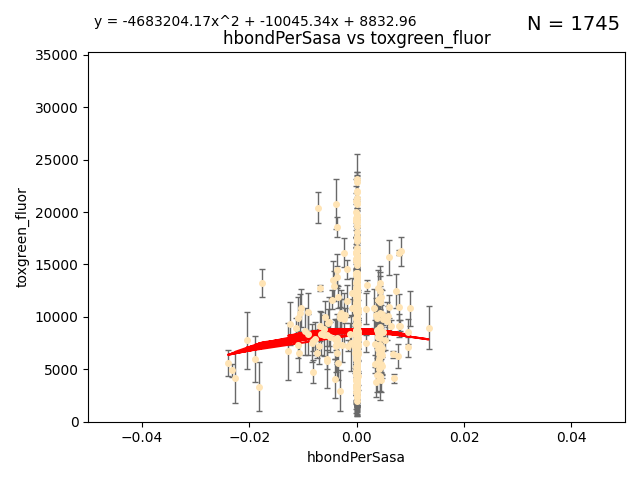 y = -4683204.17x^2 + -10045.34x + 8832.96
N = 1745
hbondPerSasa vs toxgreen_fluor
35000
30000
25000
20000
15000
10000
5000
0
toxgreen_fluor
−0.04
−0.02
0.00
0.02
0.04
hbondPerSasa